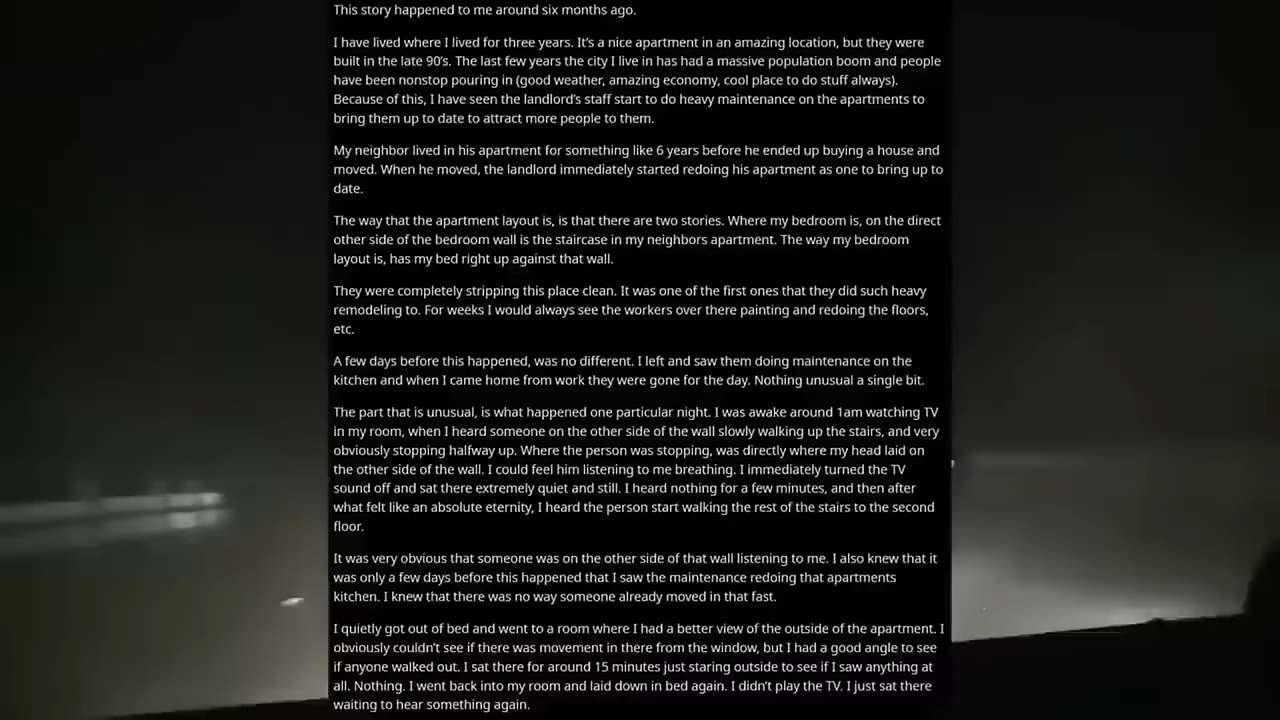 This story happened to me around six months ago.
I have lived where I lived for three years. It's a nice apartment in an amazing location, but they were
built in the late 90's. The last few years the city I live in has had a massive population boom and people
have been nonstop pouring in (good weather, amazing economy, cool place to do stuff always).
Because of this, I have seen the landlord's staff start to do heavy maintenance on the apartments to
bring them up to date to attract more people to them.
My neighbor lived in his apartment for something like 6 years before he ended up buying a house and
moved. When he moved, the landlord immediately started redoing his apartment as one to bring up to
date.
The way that the apartment layout is, is that there are two stories. Where my bedroom is, on the direct
other side of the bedroom wall is the staircase in my neighbors apartment. The way my bedroom
layout is, has my bed right up against that wall.
They were completely stripping this place clean. It was one of the first ones that they did such heavy
remodeling to. For weeks I would always see the workers over there painting and redoing the floors,
etc.
A few days before this happened, was no different. I left and saw them doing maintenance on the
kitchen and when I came home from work they were gone for the day. Nothing unusual a single bit.
The part that is unusual, is what happened one particular night. I was awake around 1am watching TV
in my room, when I heard someone on the other side of the wall slowly walking up the stairs, and very
obviously stopping halfway up. Where the person was stopping, was directly where my head laid on
the other side of the wall. I could feel him listening to me breathing. I immediately turned the TV
sound off and sat there extremely quiet and still. I heard nothing for a few minutes, and then after
what felt like an absolute eternity, I heard the person start walking the rest of the stairs to the second
floor.
It was very obvious that someone was on the other side of that wall listening to me. I also knew that it
was only a few days before this happened that I saw the maintenance redoing that apartments
kitchen. I knew that there was no way someone already moved in that fast.
I quietly got out of bed and went to a room where I had a better view of the outside of the apartment. I
obviously couldn't see if there was movement in there from the window, but I had a good angle to see
if anyone walked out. I sat there for around 15 minutes just staring outside to see if I saw anything at
all. Nothing. I went back into my room and laid down in bed again. I didn't play the TV. I just sat there
waiting to hear something again.